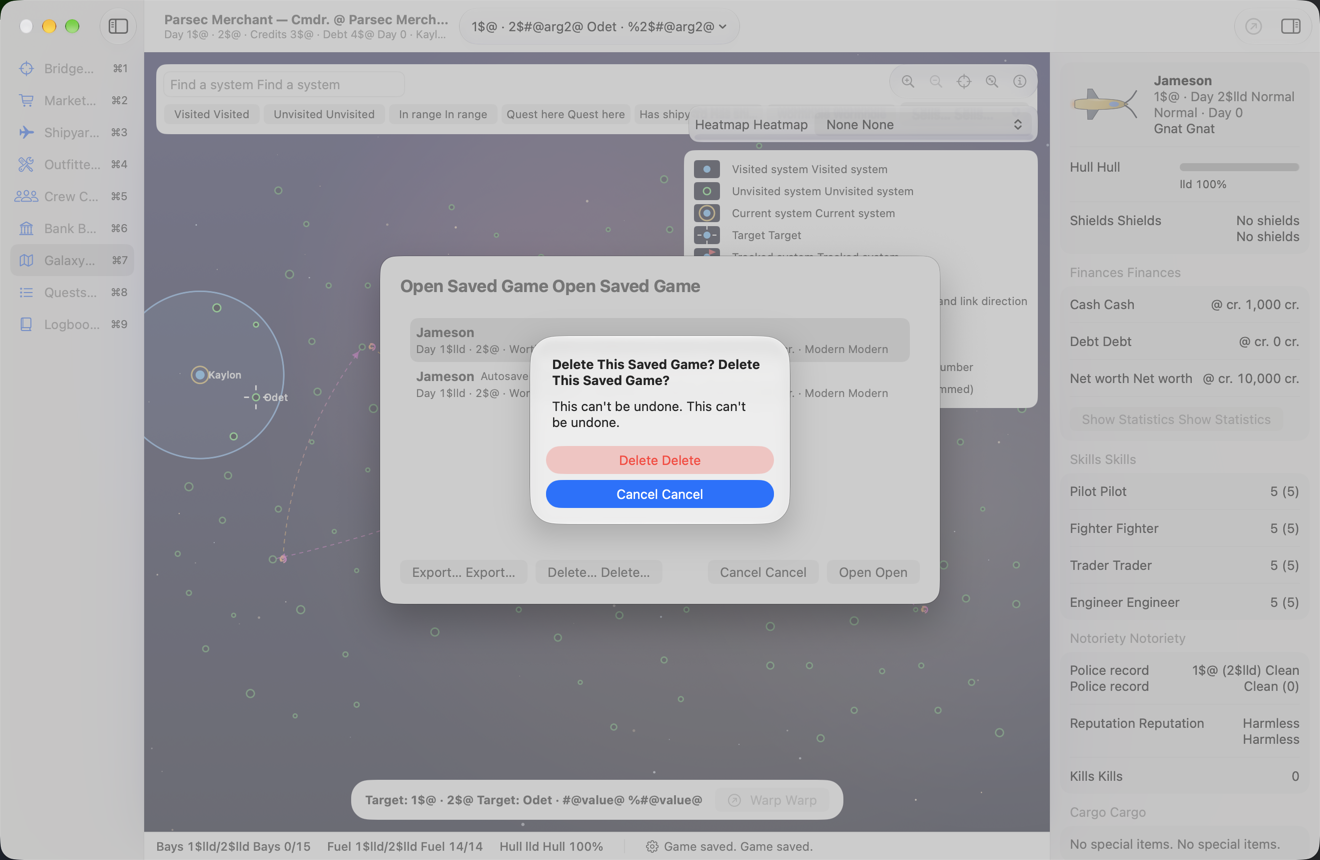 Parsec Merchant — Cmdr. @ Parsec Merch...
Day 1$@ · 2$@ · Credits 3$@ · Debt 4$@ Day 0 · Kayl...
1$@ · 2$#@arg2@ Odet · %2$#@arg2@
Bridge... ⌘1
Market... ⌘2
Shipyar... ⌘3
Outfitte... ⌘4
Crew C... ⌘5
Bank B... ⌘6
Galaxy... ⌘7
Quests... ⌘8
Logboo... ⌘9
Find a system Find a system
Visited Visited
Unvisited Unvisited
In range In range
Quest here Quest here
Has shipy
Heatmap Heatmap
None None
Visited system Visited system
Unvisited system Unvisited system
Current system Current system
Target Target
Tracked system Tracked system
and link direction
umber
mmed)
Kaylon
Odet
Open Saved Game Open Saved Game
Jameson
Day 1$lld · 2$@ · Wort
r. · Modern Modern
Jameson Autosave
Day 1$lld · 2$@ · Wort
r. · Modern Modern
Delete This Saved Game? Delete
This Saved Game?
This can't be undone. This can't
be undone.
Delete Delete
Cancel Cancel
Export... Export...
Delete... Delete...
Cancel Cancel
Open Open
Target: 1$@ · 2$@ Target: Odet · #@value@ %#@value@
Warp Warp
Bays 1$lld/2$lld Bays 0/15
Fuel 1$lld/2$lld Fuel 14/14
Hull lld Hull 100%
Game saved. Game saved.
Jameson
1$@ · Day 2$lld Normal
Normal · Day 0
Gnat Gnat
Hull Hull
lld 100%
Shields Shields
No shields
No shields
Finances Finances
Cash Cash @ cr. 1,000 cr.
Debt Debt @ cr. 0 cr.
Net worth Net worth @ cr. 10,000 cr.
Show Statistics Show Statistics
Skills Skills
Pilot Pilot 5 (5)
Fighter Fighter 5 (5)
Trader Trader 5 (5)
Engineer Engineer 5 (5)
Notoriety Notoriety
Police record 1$@ (2$lld) Clean
Police record Clean (0)
Reputation Reputation Harmless
Harmless
Kills Kills 0
Cargo Cargo
No special items. No special items.